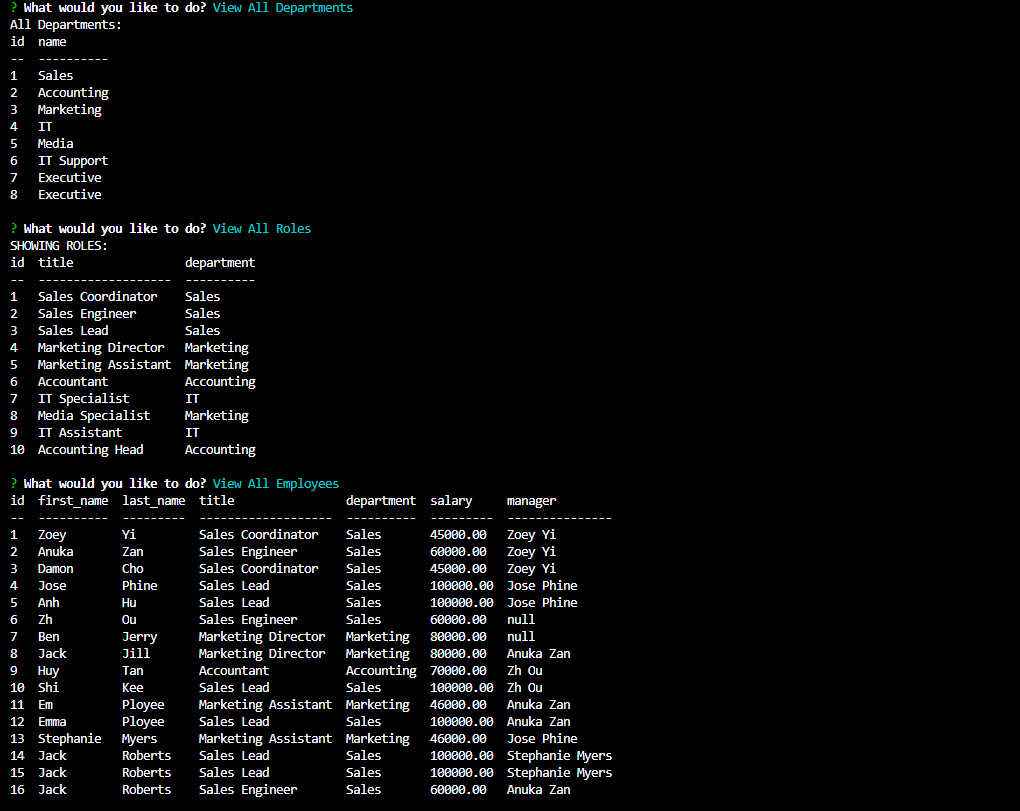 ? What would you like to do? View All Departments
All Departments:
id  name
--  ----------
1   Sales
2   Accounting
3   Marketing
4   IT
5   Media
6   IT Support
7   Executive
8   Executive

? What would you like to do? View All Roles
SHOWING ROLES:
id  title                department
--  -------------------  ----------
1   Sales Coordinator    Sales
2   Sales Engineer       Sales
3   Sales Lead           Sales
4   Marketing Director   Marketing
5   Marketing Assistant  Marketing
6   Accountant           Accounting
7   IT Specialist        IT
8   Media Specialist     Marketing
9   IT Assistant         IT
10  Accounting Head      Accounting

? What would you like to do? View All Employees
id  first_name  last_name  title                department  salary     manager
--  ----------  ---------  -------------------  ----------  ---------  ---------------
1   Zoey        Yi         Sales Coordinator    Sales       45000.00   Zoey Yi
2   Anuka       Zan        Sales Engineer       Sales       60000.00   Zoey Yi
3   Damon       Cho        Sales Coordinator    Sales       45000.00   Zoey Yi
4   Jose        Phine      Sales Lead           Sales       100000.00  Jose Phine
5   Anh         Hu         Sales Lead           Sales       100000.00  Jose Phine
6   Zh          Ou         Sales Engineer       Sales       60000.00   null
7   Ben         Jerry      Marketing Director   Marketing   80000.00   null
8   Jack        Jill       Marketing Director   Marketing   80000.00   Anuka Zan
9   Huy         Tan        Accountant           Accounting  70000.00   Zh Ou
10  Shi         Kee        Sales Lead           Sales       100000.00  Zh Ou
11  Em          Ployee     Marketing Assistant  Marketing   46000.00   Anuka Zan
12  Emma        Ployee     Sales Lead           Sales       100000.00  Anuka Zan
13  Stephanie   Myers      Marketing Assistant  Marketing   46000.00   Jose Phine
14  Jack        Roberts    Sales Lead           Sales       100000.00  Stephanie Myers
15  Jack        Roberts    Sales Lead           Sales       100000.00  Stephanie Myers
16  Jack        Roberts    Sales Engineer       Sales       60000.00   Anuka Zan